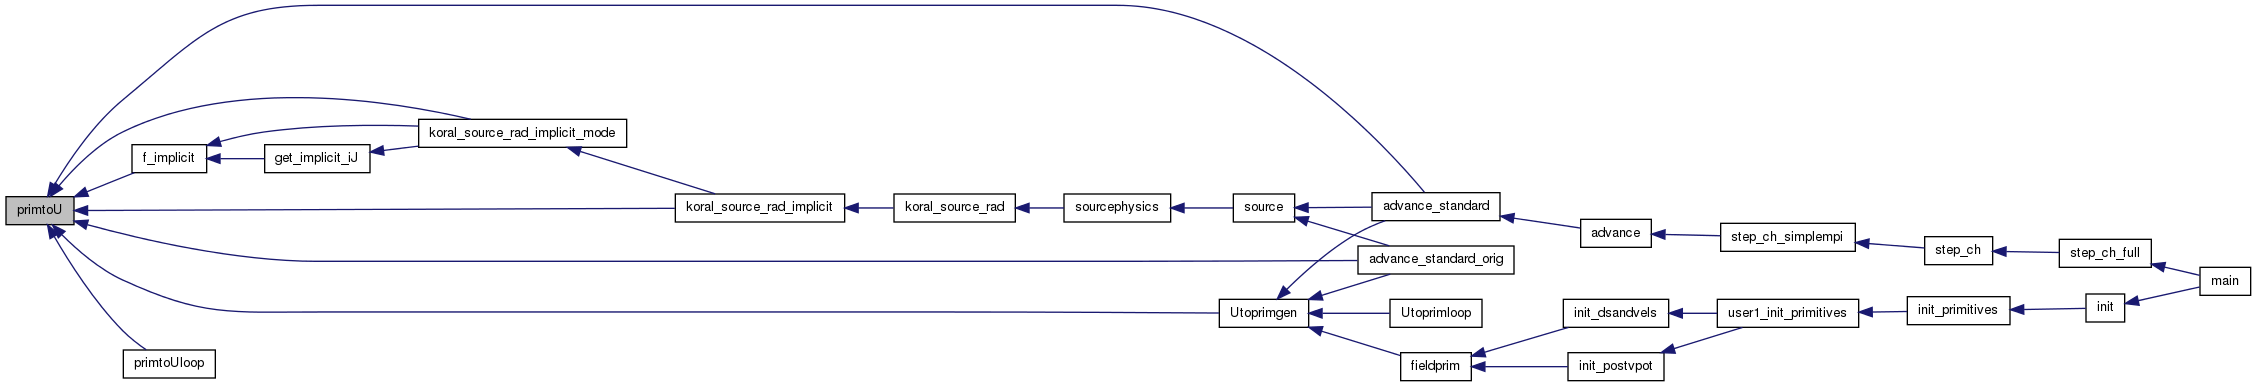 primtoU
f_implicit
get_implicit_iJ
koral_source_rad_implicit_mode
koral_source_rad_implicit
koral_source_rad
sourcephysics
source
advance_standard
advance_standard_orig
advance
step_ch_simplempi
step_ch
step_ch_full
main
Utoprimgen
Utoprimloop
fieldprim
init_dsandvels
init_postvpot
user1_init_primitives
init_primitives
init
primtoUloop